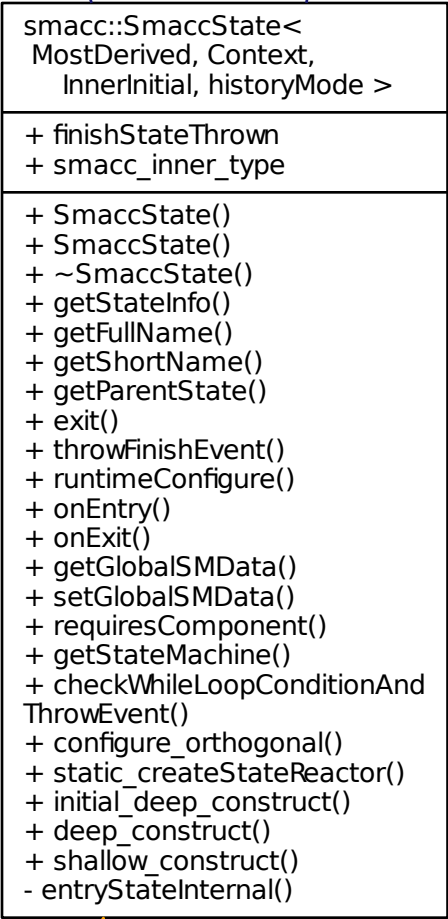 smacc::SmaccState<
MostDerived, Context,
InnerInitial, historyMode >
+ finishStateThrown
+ smacc_inner_type
+ SmaccState()
+ SmaccState()
+ ~SmaccState()
+ getStateInfo()
+ getFullName()
+ getShortName()
+ getParentState()
+ exit()
+ throwFinishEvent()
+ runtimeConfigure()
+ onEntry()
+ onExit()
+ getGlobalSMData()
+ setGlobalSMData()
+ requiresComponent()
+ getStateMachine()
+ checkWhileLoopConditionAnd
ThrowEvent()
+ configure_orthogonal()
+ static_createStateReactor()
+ initial_deep_construct()
+ deep_construct()
+ shallow_construct()
- entryStateInternal()